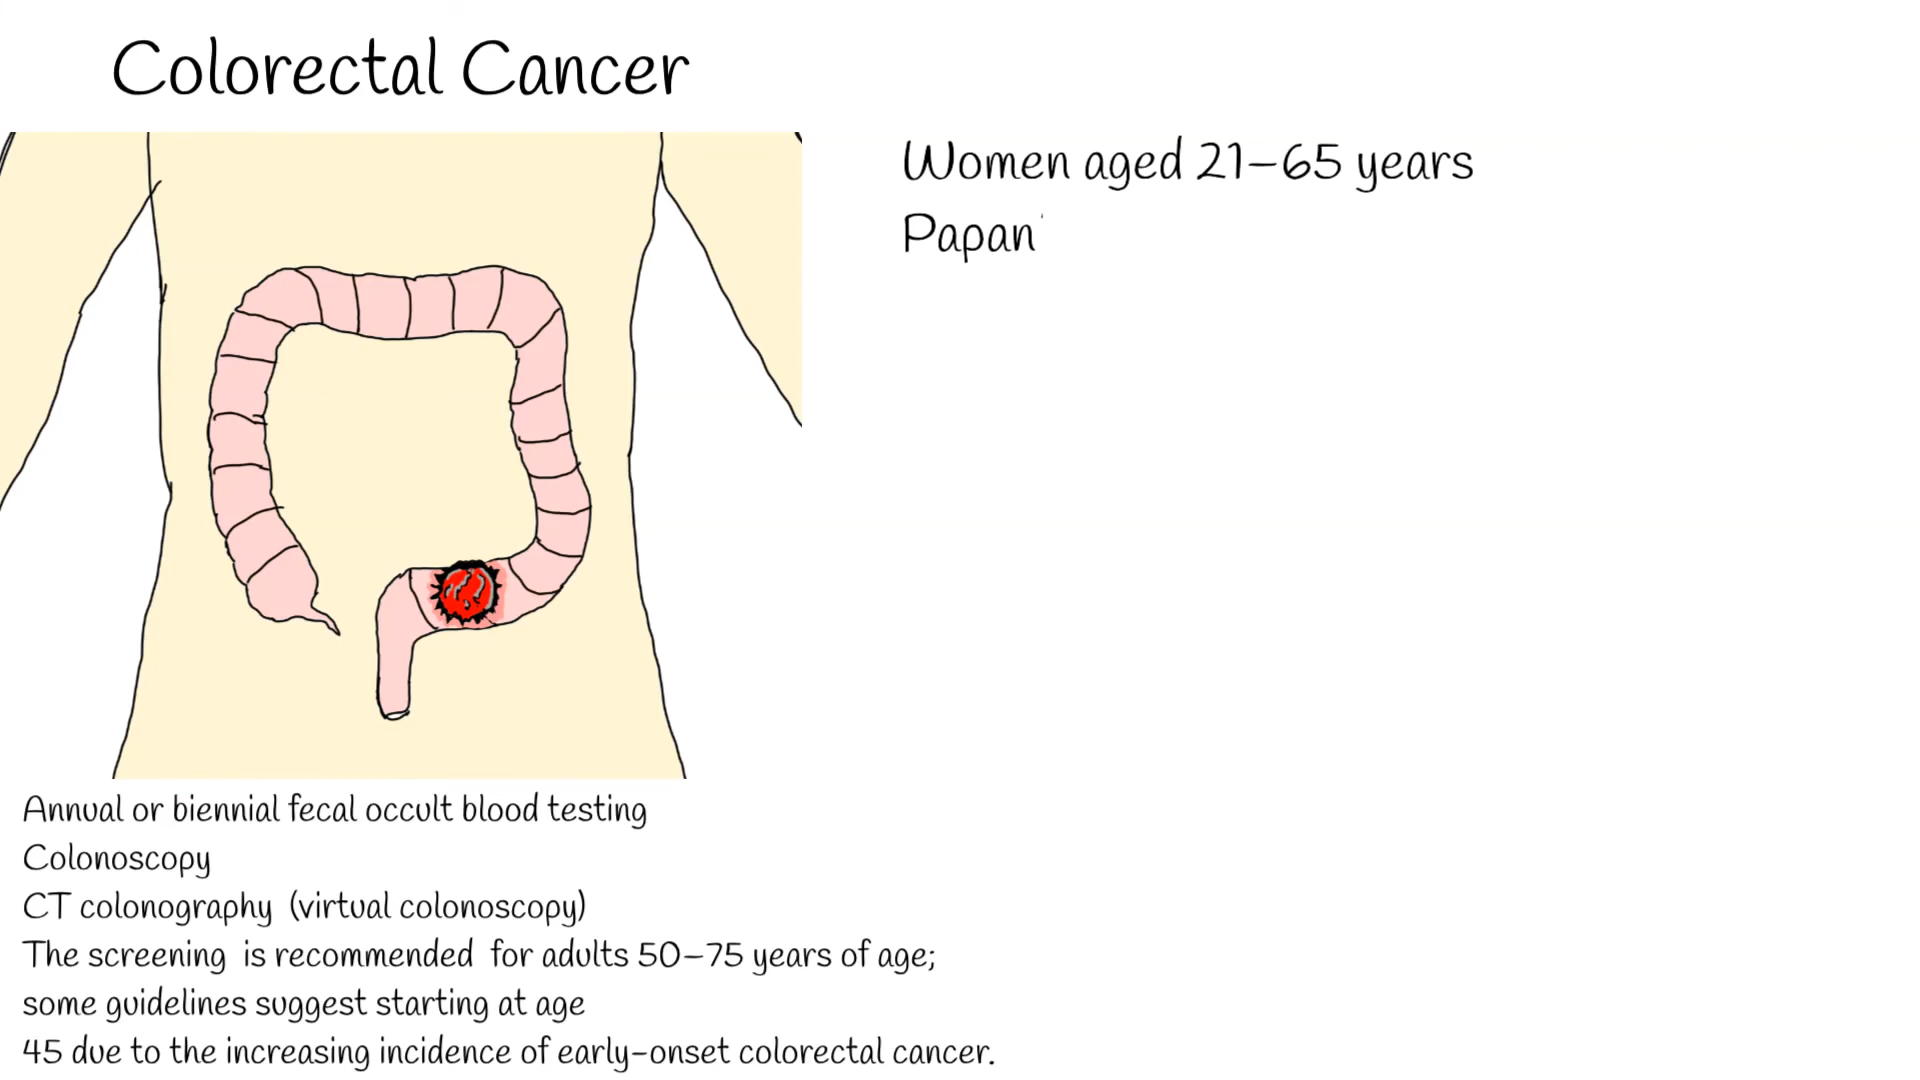 Colorectal Cancer
Women aged 21–65 years
Papan
Annual or biennial fecal occult blood testing
Colonoscopy
CT colonography (virtual colonoscopy)
The screening is recommended for adults 50–75 years of age;
some guidelines suggest starting at age
45 due to the increasing incidence of early-onset colorectal cancer.